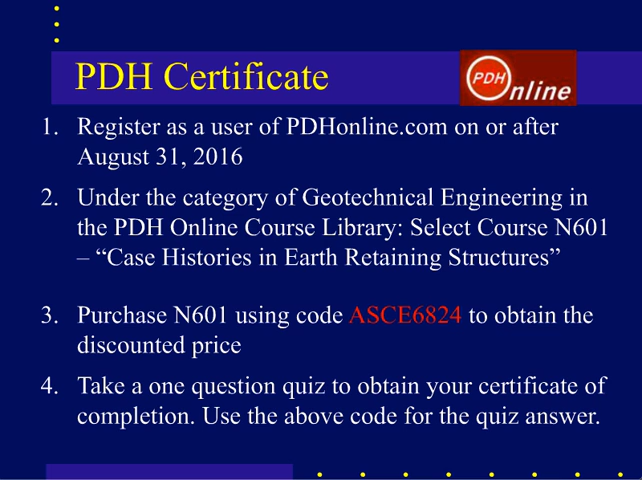 PDH Certificate
PDH Online
1. Register as a user of PDHonline.com on or after
August 31, 2016
2. Under the category of Geotechnical Engineering in
the PDH Online Course Library: Select Course N601
– “Case Histories in Earth Retaining Structures”
3. Purchase N601 using code ASCE6824 to obtain the
discounted price
4. Take a one question quiz to obtain your certificate of
completion. Use the above code for the quiz answer.